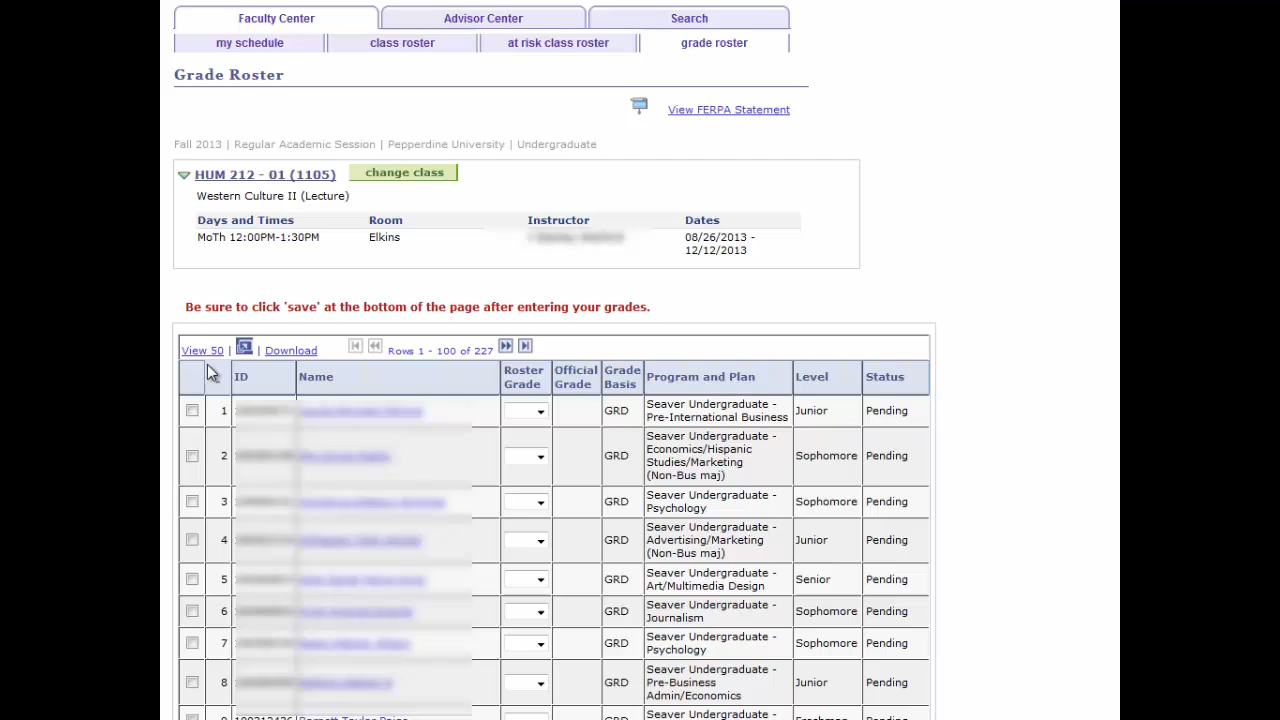 Faculty Center
Advisor Center
Search
my schedule
class roster
at risk class roster
grade roster
Grade Roster
View FERPA Statement
Fall 2013 | Regular Academic Session | Pepperdine University | Undergraduate
HUM 212 - 01 (1105)
change class
Western Culture II (Lecture)
Days and Times Room Instructor Dates
MoTh 12:00PM-1:30PM Elkins 08/26/2013 -
12/12/2013
Be sure to click 'save' at the bottom of the page after entering your grades.
View 50 | | Download Rows 1 - 100 of 227
ID Name Roster Grade Official Grade Grade Basis Program and Plan Level Status
1 GRD Seaver Undergraduate -
Pre-International Business Junior Pending
2 GRD Seaver Undergraduate -
Economics/Hispanic
Studies/Marketing
(Non-Bus maj) Sophomore Pending
3 GRD Seaver Undergraduate -
Psychology Sophomore Pending
4 GRD Seaver Undergraduate -
Advertising/Marketing
(Non-Bus maj) Junior Pending
5 GRD Seaver Undergraduate -
Art/Multimedia Design Senior Pending
6 GRD Seaver Undergraduate -
Journalism Sophomore Pending
7 GRD Seaver Undergraduate -
Psychology Sophomore Pending
8 GRD Seaver Undergraduate -
Pre-Business
Admin/Economics Junior Pending
Seaver Undergraduate -